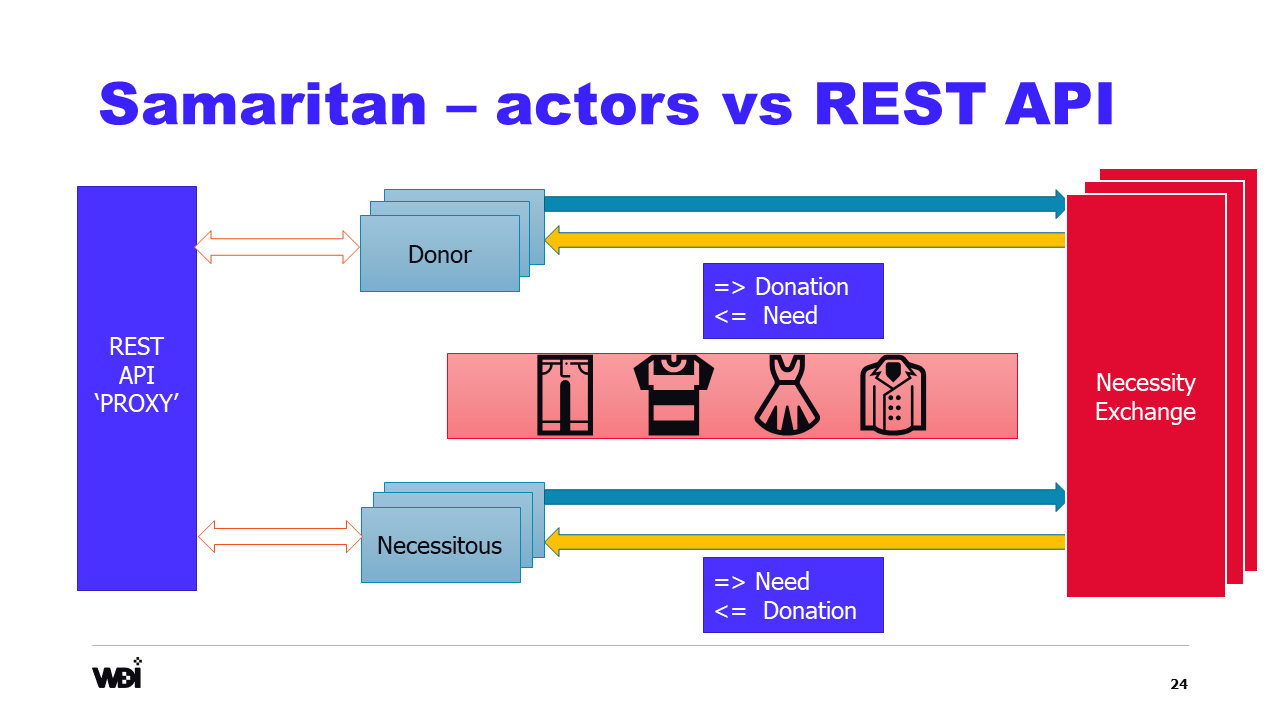 Samaritan – actors vs REST API
REST
API
‘PROXY’
Donor
=> Donation
<=  Need
Necessity
Exchange
Necessitous
=> Need
<=  Donation
WDI
24